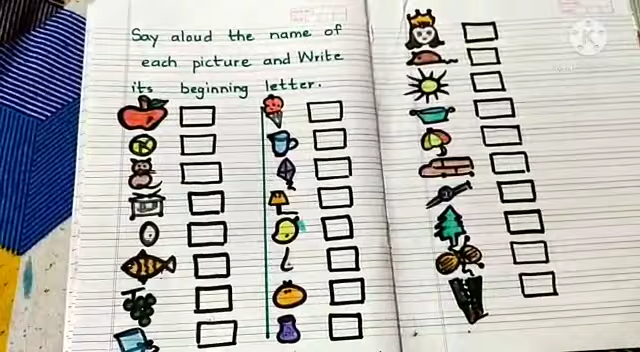 Say aloud the name of
each picture and Write
its beginning letter.